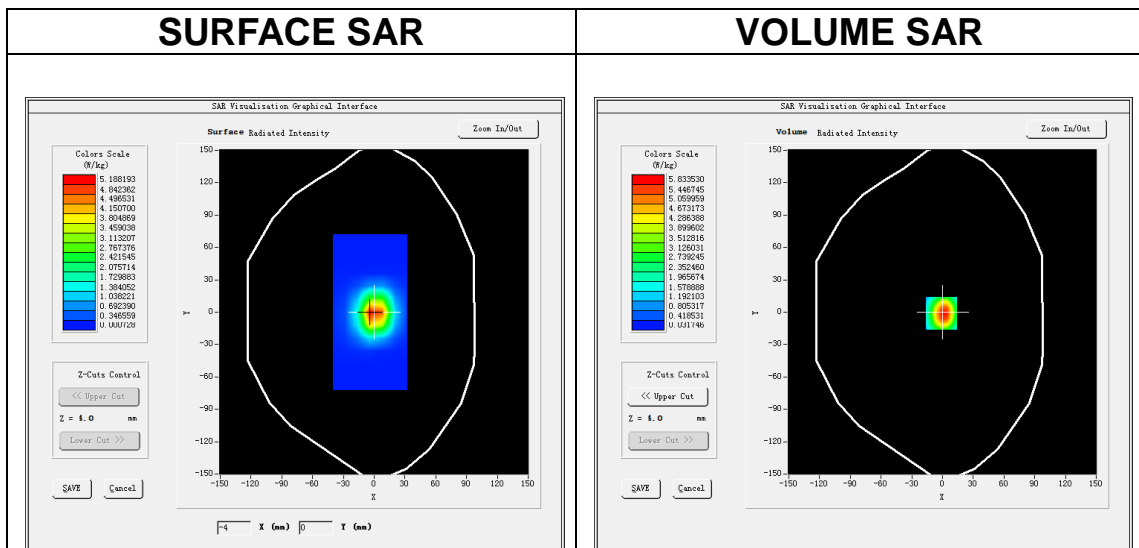 SURFACE SAR
VOLUME SAR
SAR Visualisation Graphical Interface
Surface Radiated Intensity
Zoom In/Out
Colors Scale
(W/kg)
5.188193
4.842362
4.496531
4.150700
3.804869
3.459038
3.113207
2.767376
2.421545
2.075714
1.729883
1.384052
1.038221
0.692390
0.346559
0.000728
150
120
90
60
30
0
-30
-60
-90
-120
-150
Y
-150 -120 -90 -60 -30 0 30 60 90 120 150
X
Z-Cuts Control
<< Upper Cut
Z = 4.0 mm
Lower Cut >>
SAVE Cancel
-4 X (mm) 0 Y (mm)
SAR Visualisation Graphical Interface
Volume Radiated Intensity
Zoom In/Out
Colors Scale
(W/kg)
5.833530
5.446745
5.059959
4.673173
4.286388
3.899602
3.512816
3.126031
2.739245
2.352460
1.965674
1.578888
1.192103
0.805317
0.418531
0.031746
150
120
90
60
30
0
-30
-60
-90
-120
-150
Y
-150 -120 -90 -60 -30 0 30 60 90 120 150
X
Z-Cuts Control
<< Upper Cut
Z = 4.0 mm
Lower Cut >>
SAVE Cancel